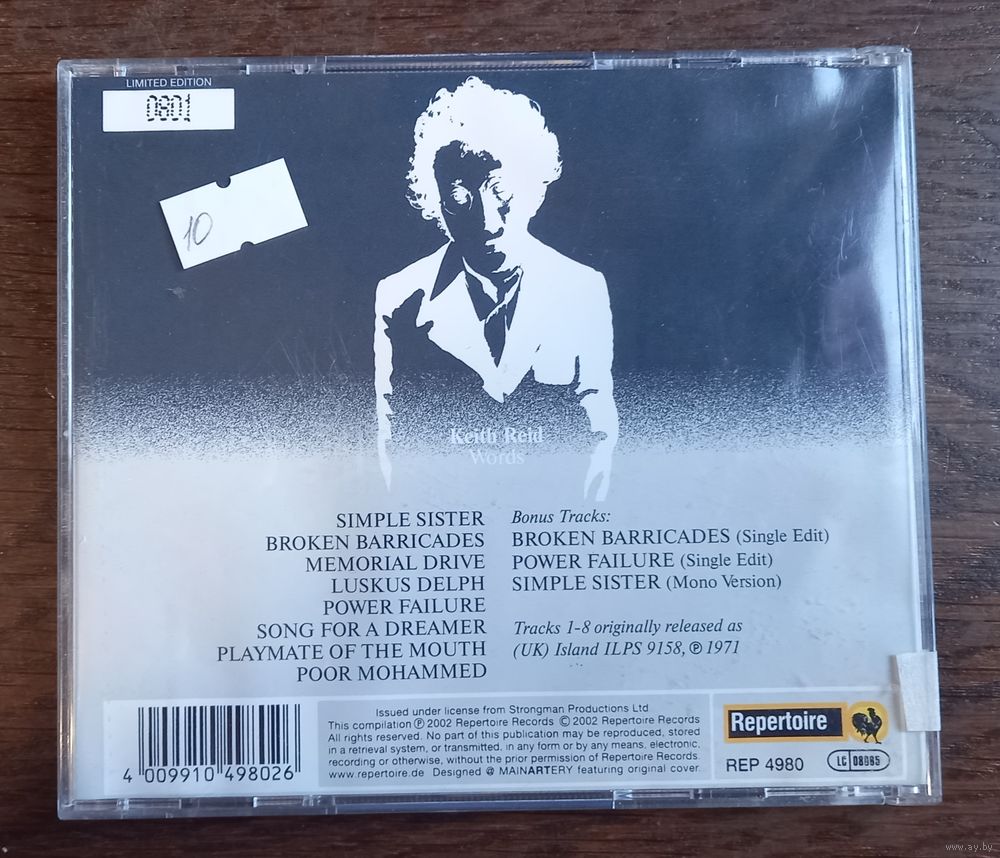 LIMITED EDITION
0801
10
Keith Reid
Words
SIMPLE SISTER
BROKEN BARRICADES
MEMORIAL DRIVE
LUSKUS DELPH
POWER FAILURE
SONG FOR A DREAMER
PLAYMATE OF THE MOUTH
POOR MOHAMMED
Bonus Tracks:
BROKEN BARRICADES (Single Edit)
POWER FAILURE (Single Edit)
SIMPLE SISTER (Mono Version)
Tracks 1-8 originally released as
(UK) Island ILPS 9158, ℗ 1971
4 009910 498026
Issued under license from Strongman Productions Ltd
This compilation ℗ 2002 Repertoire Records © 2002 Repertoire Records
All rights reserved. No part of this publication may be reproduced, stored
in a retrieval system, or transmitted, in any form or by any means, electronic,
recording or otherwise, without the prior permission of Repertoire Records.
www.repertoire.de Designed @ MAINARTERY featuring original cover
Repertoire
REP 4980
LC 08085
www.ay.by